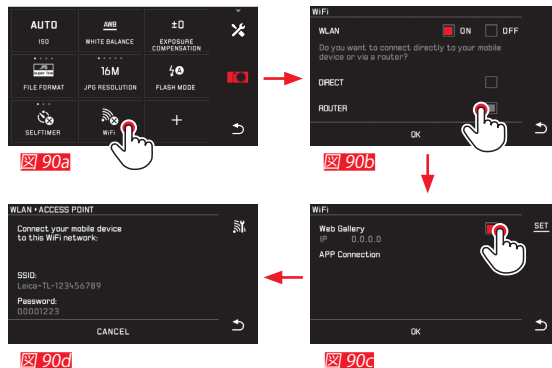 AUTO
ISO
AWB
WHITE BALANCE
±0
EXPOSURE
COMPENSATION
JPG
super fine
FILE FORMAT
16M
JPG RESOLUTION
FLASH MODE
SELFTIMER
WiFi
+
図 90a
WiFi
WLAN
ON
OFF
Do you want to connect directly to your mobile
device or via a router?
DIRECT
ROUTER
OK
図 90b
WLAN • ACCESS POINT
Connect your mobile device
to this WiFi network:
SSID:
Leica-TL-123456789
Password:
00001223
CANCEL
図 90d
WiFi
Web Gallery
SET
IP 0.0.0.0
APP Connection
OK
図 90c